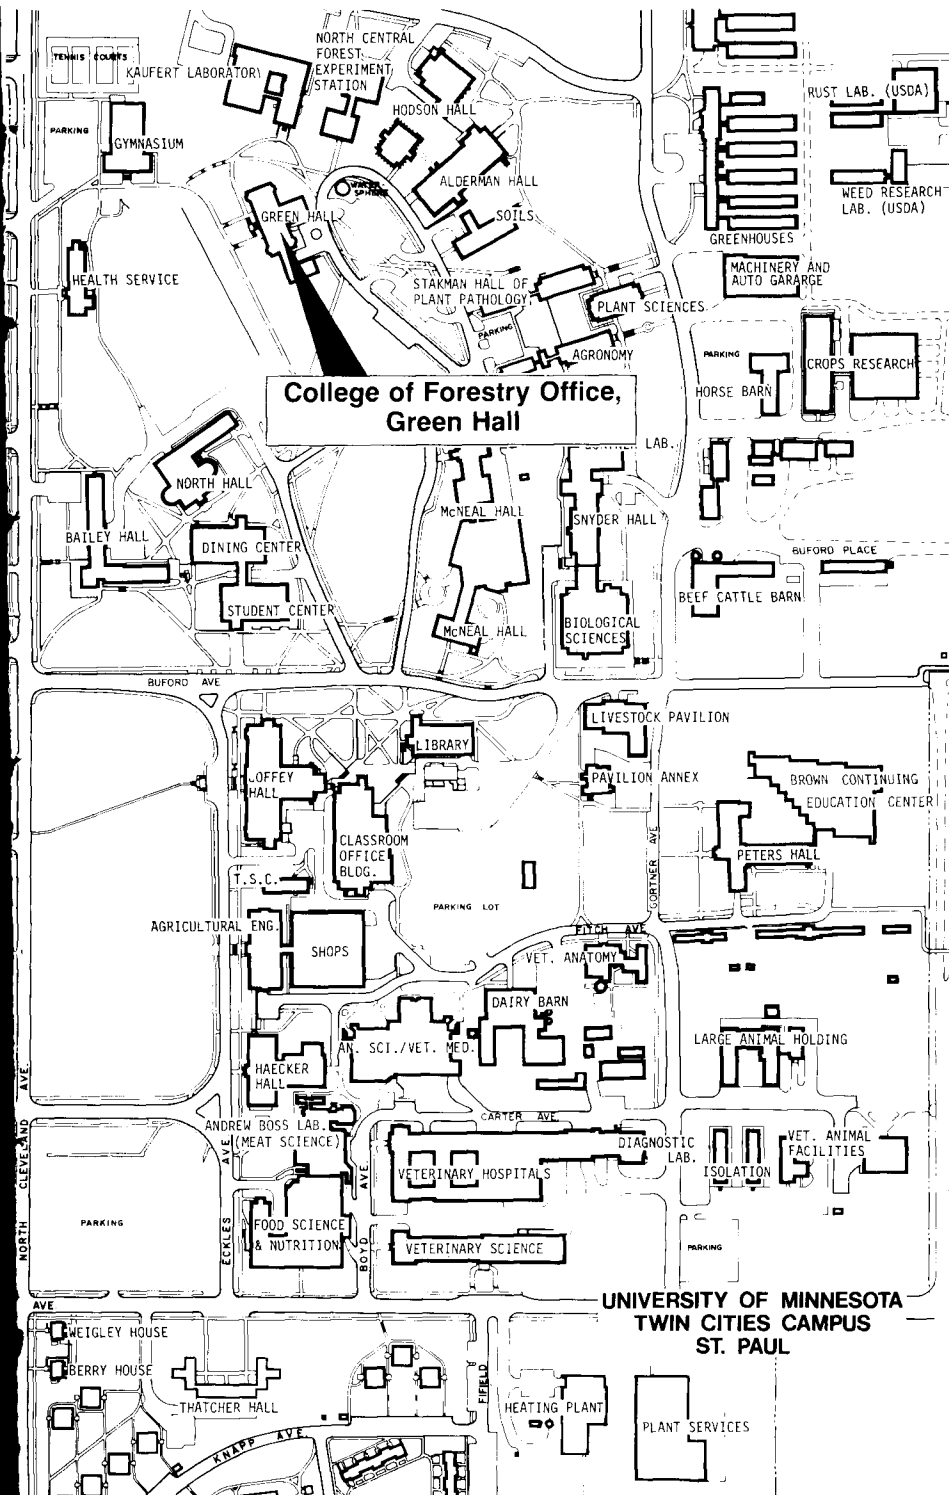 TENNIS COURTS
KAUFERT LABORATORY
NORTH CENTRAL
FOREST
EXPERIMENT
STATION
HODSON HALL
RUST LAB. (USDA)
PARKING
GYMNASIUM
ALDERMAN HALL
WEED RESEARCH
LAB. (USDA)
GREEN HALL
SOILS
GREENHOUSES
HEALTH SERVICE
STAKMAN HALL OF
PLANT PATHOLOGY
MACHINERY AND
AUTO GARARGE
PLANT SCIENCES
PARKING
AGRONOMY
PARKING
CROPS RESEARCH
HORSE BARN
College of Forestry Office,
Green Hall
LAB.
NORTH HALL
McNEAL HALL
SNYDER HALL
BAILEY HALL
DINING CENTER
BUFORD PLACE
STUDENT CENTER
BEEF CATTLE BARN
McNEAL HALL
BIOLOGICAL
SCIENCES
BUFORD AVE
LIVESTOCK PAVILION
LIBRARY
COFFEY
HALL
PAVILION ANNEX
BROWN CONTINUING
EDUCATION CENTER
CLASSROOM
OFFICE
BLDG.
GORTNER AVE
PETERS HALL
T.S.C.
PARKING LOT
AGRICULTURAL ENG.
SHOPS
FITCH AVE
VET. ANATOMY
DAIRY BARN
AN. SCI./VET. MED.
LARGE ANIMAL HOLDING
HAECKER
HALL
CARTER AVE
ANDREW BOSS LAB.
(MEAT SCIENCE)
DIAGNOSTIC
LAB.
VET. ANIMAL
FACILITIES
ISOLATION
VETERINARY HOSPITALS
NORTH CLEVELAND AVE.
PARKING
ECKLES AVE
FOOD SCIENCE
& NUTRITION
BOYD AVE
VETERINARY SCIENCE
PARKING
UNIVERSITY OF MINNESOTA
TWIN CITIES CAMPUS
ST. PAUL
AVE
WEIGLEY HOUSE
BERRY HOUSE
THATCHER HALL
FIFIELD
HEATING PLANT
PLANT SERVICES
KNAPP AVE.